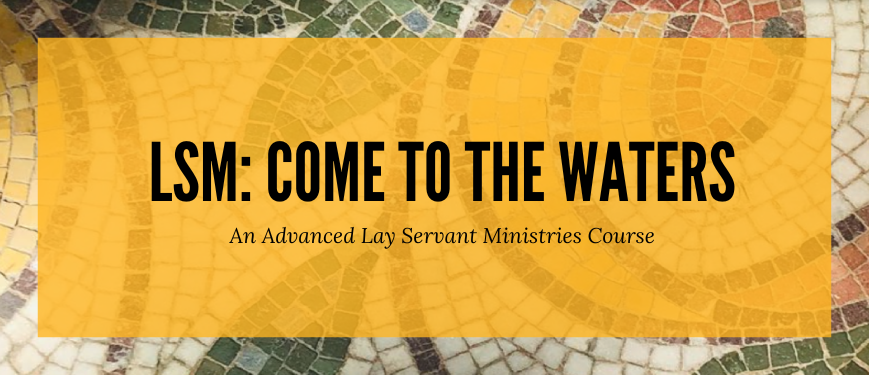 LSM: COME TO THE WATERS
An Advanced Lay Servant Ministries Course